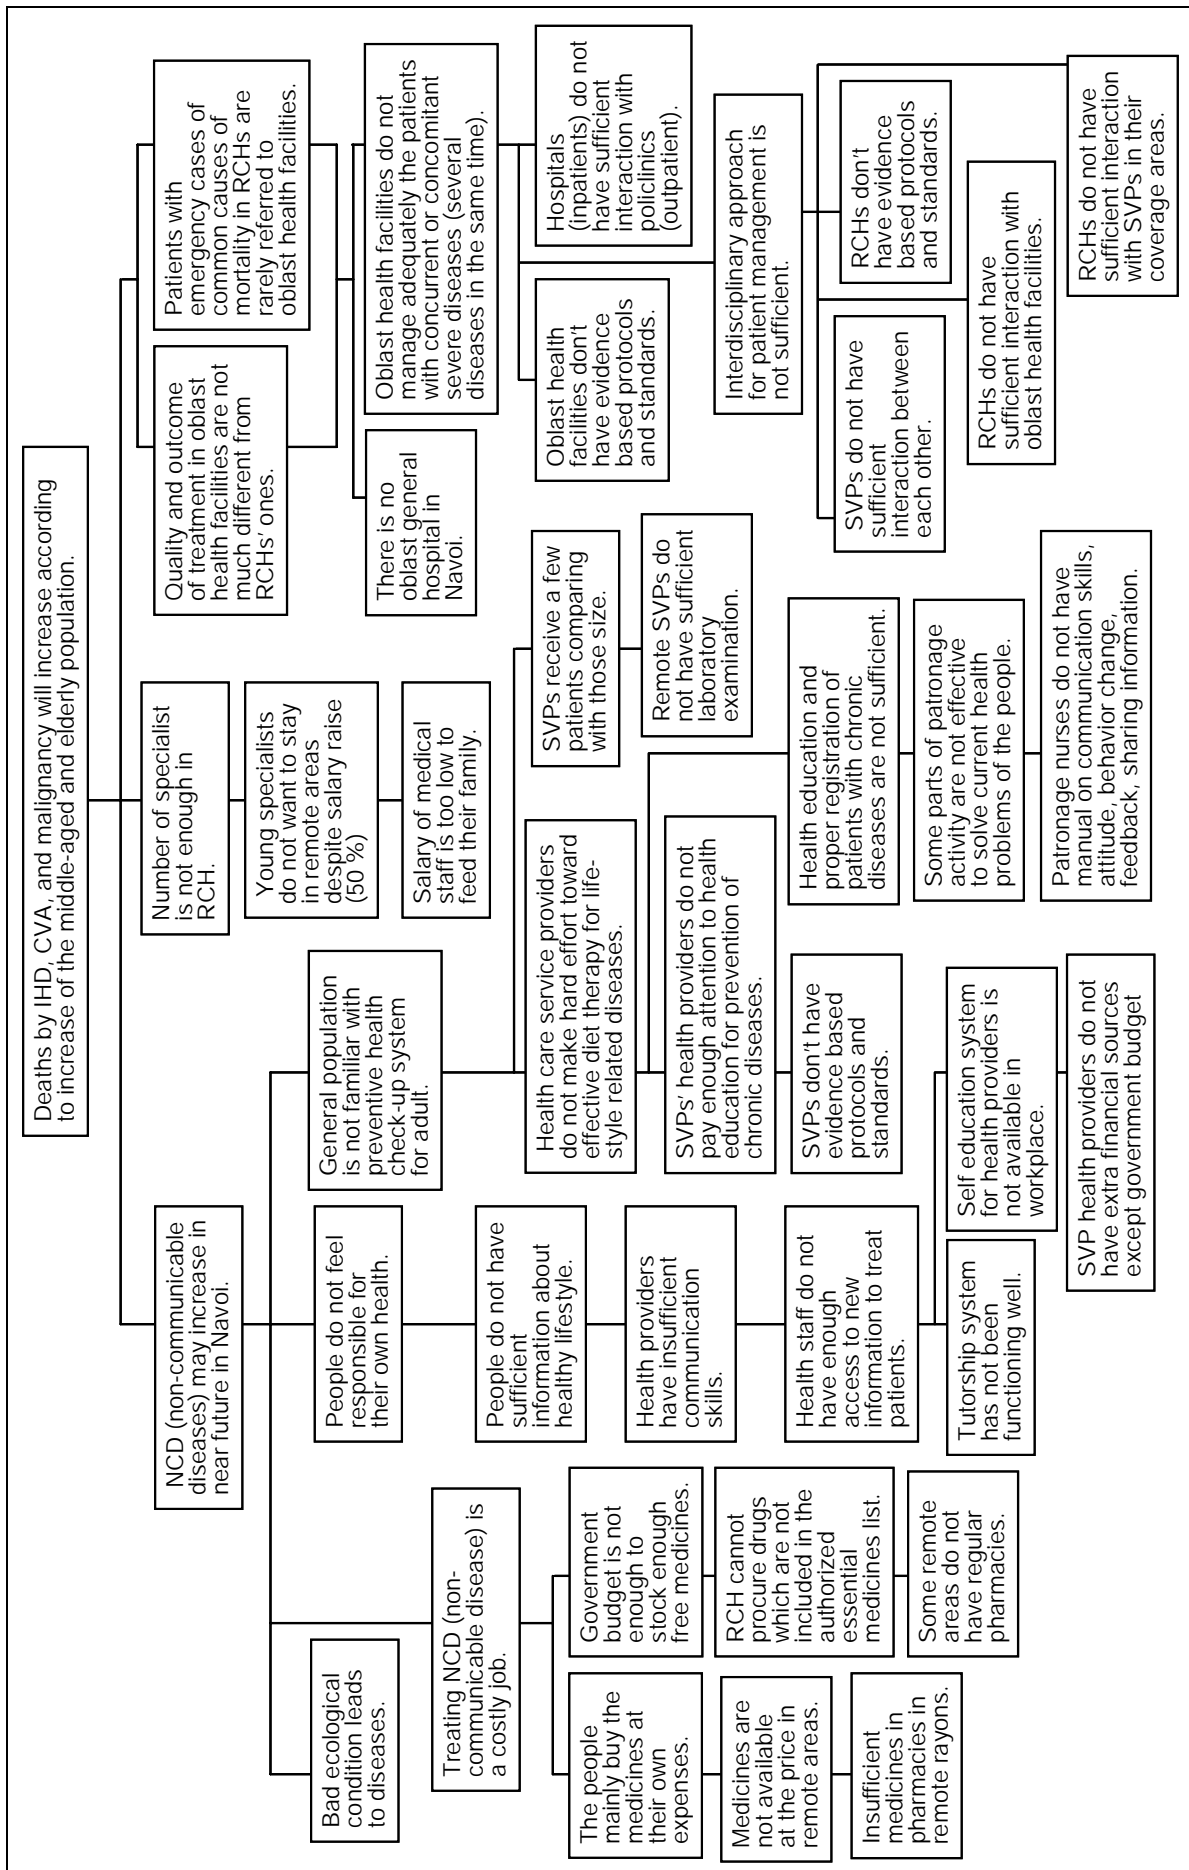 Deaths by IHD, CVA, and malignancy will increase according
to increase of the middle-aged and elderly population.
NCD (non-communicable
diseases) may increase in
near future in Navoi.
Number of specialist
is not enough in
RCH.
Quality and outcome
of treatment in oblast
health facilities are not
much different from
RCHs' ones.
Patients with
emergency cases of
common causes of
mortality in RCHs are
rarely referred to
oblast health facilities.
Bad ecological
condition leads
to diseases.
People do not feel
responsible for
their own health.
General population
is not familiar with
preventive health
check-up system
for adult.
Young specialists
do not want to stay
in remote areas
despite salary raise
(50 %)
There is no
oblast general
hospital in
Navoi.
Oblast health facilities do not
manage adequately the patients
with concurrent or concomitant
severe diseases (several
diseases in the same time).
Treating NCD (non-
communicable disease) is
a costly job.
People do not have
sufficient
information about
healthy lifestyle.
Health care service providers
do not make hard effort toward
effective diet therapy for life-
style related diseases.
Salary of medical
staff is too low to
feed their family.
SVPs receive a few
patients comparing
with those size.
Oblast health
facilities don't
have evidence
based protocols
and standards.
Hospitals
(inpatients) do not
have sufficient
interaction with
policlinics
(outpatient).
The people
mainly buy the
medicines at
their own
expenses.
Government
budget is not
enough to
stock enough
free medicines.
Health providers
have insufficient
communication
skills.
SVPs' health providers do not
pay enough attention to health
education for prevention of
chronic diseases.
Remote SVPs do
not have sufficient
laboratory
examination.
Interdisciplinary approach
for patient management is
not sufficient.
Medicines are
not available
at the price in
remote areas.
RCH cannot
procure drugs
which are not
included in the
authorized
essential
medicines list.
Health staff do not
have enough
access to new
information to treat
patients.
SVPs don't have
evidence based
protocols and
standards.
Health education and
proper registration of
patients with chronic
diseases are not sufficient.
SVPs do not have
sufficient
interaction between
each other.
RCHs don't
have evidence
based protocols
and standards.
Insufficient
medicines in
pharmacies in
remote rayons.
Some remote
areas do not
have regular
pharmacies.
Tutorship system
has not been
functioning well.
Self education system
for health providers is
not available in
workplace.
Some parts of patronage
activity are not effective
to solve current health
problems of the people.
RCHs do not have
sufficient interaction with
oblast health facilities.
SVP health providers do not
have extra financial sources
except government budget
Patronage nurses do not have
manual on communication skills,
attitude, behavior change,
feedback, sharing information.
RCHs do not have
sufficient interaction
with SVPs in their
coverage areas.